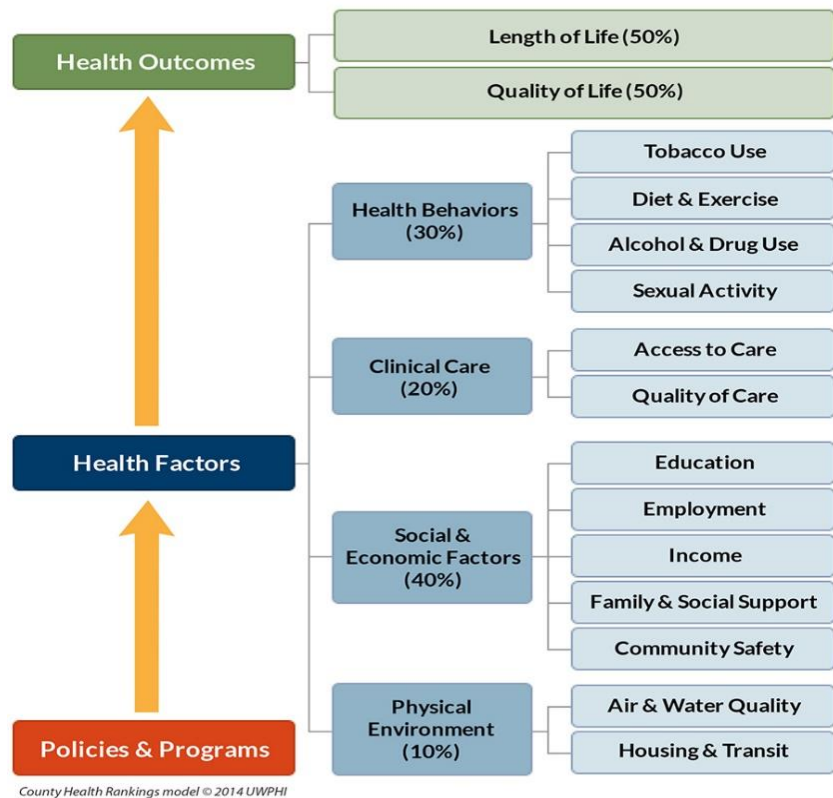 Health Outcomes
Length of Life (50%)
Quality of Life (50%)
Health Factors
Health Behaviors
(30%)
Tobacco Use
Diet & Exercise
Alcohol & Drug Use
Sexual Activity
Clinical Care
(20%)
Access to Care
Quality of Care
Social &
Economic Factors
(40%)
Education
Employment
Income
Family & Social Support
Community Safety
Physical
Environment
(10%)
Air & Water Quality
Housing & Transit
Policies & Programs
County Health Rankings model © 2014 UWPHI